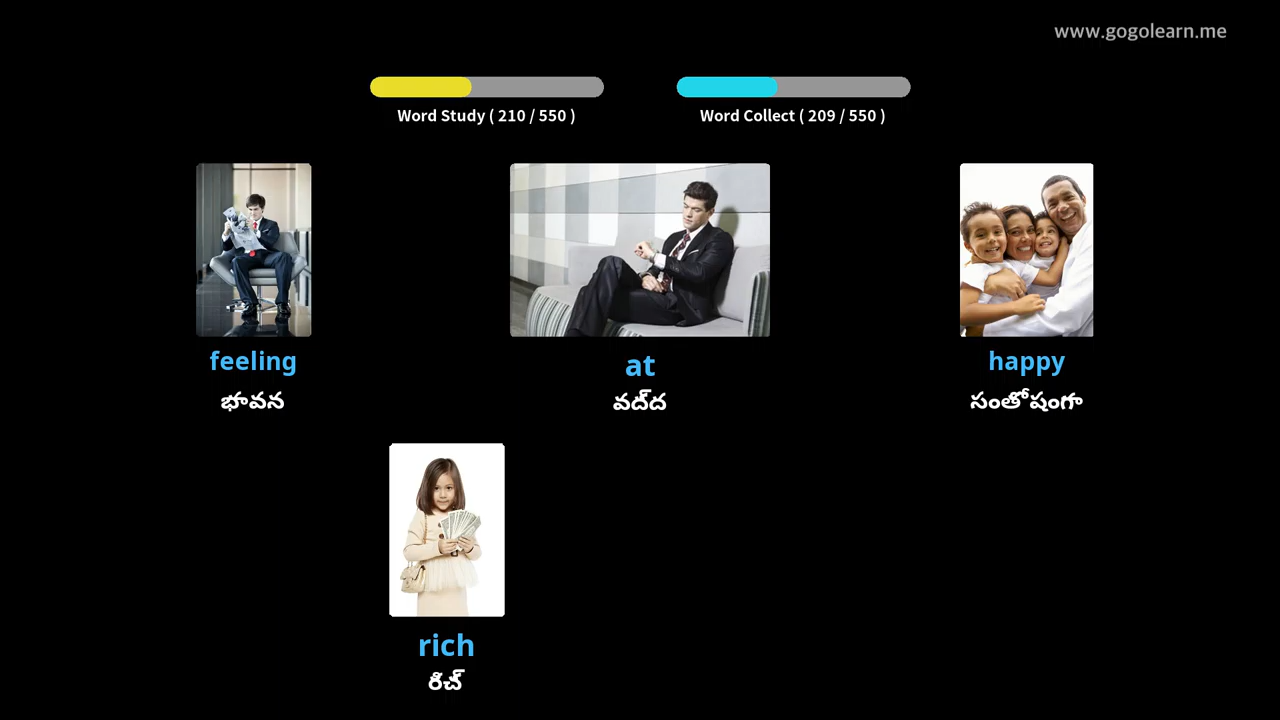 www.gogolearn.me
Word Study ( 210 / 550 )
Word Collect ( 209 / 550 )
feeling
at
happy
భావన
వద్ద
సంతోషంగా
rich
రిచ్